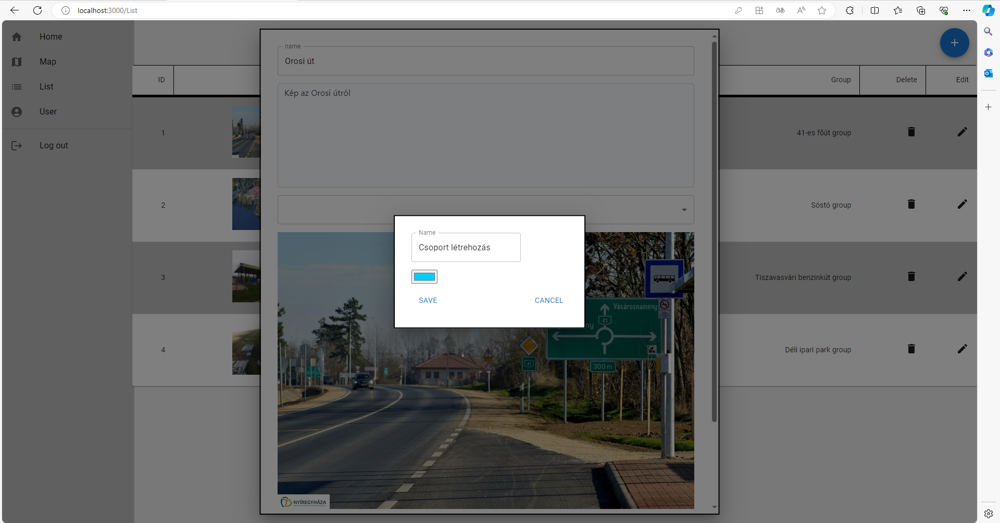 localhost:3000/List
Home
Map
List
User
Log out
ID
Group
Delete
Edit
1
41-es főút group
2
Sóstó group
3
Tiszavasvári benzinkút group
4
Déli ipari park group
name
Orosi út
Kép az Orosi útról
Name
Csoport létrehozás
SAVE
CANCEL
Vásárosnamény
41
ny
41
300 m
NYÍREGYHÁZA